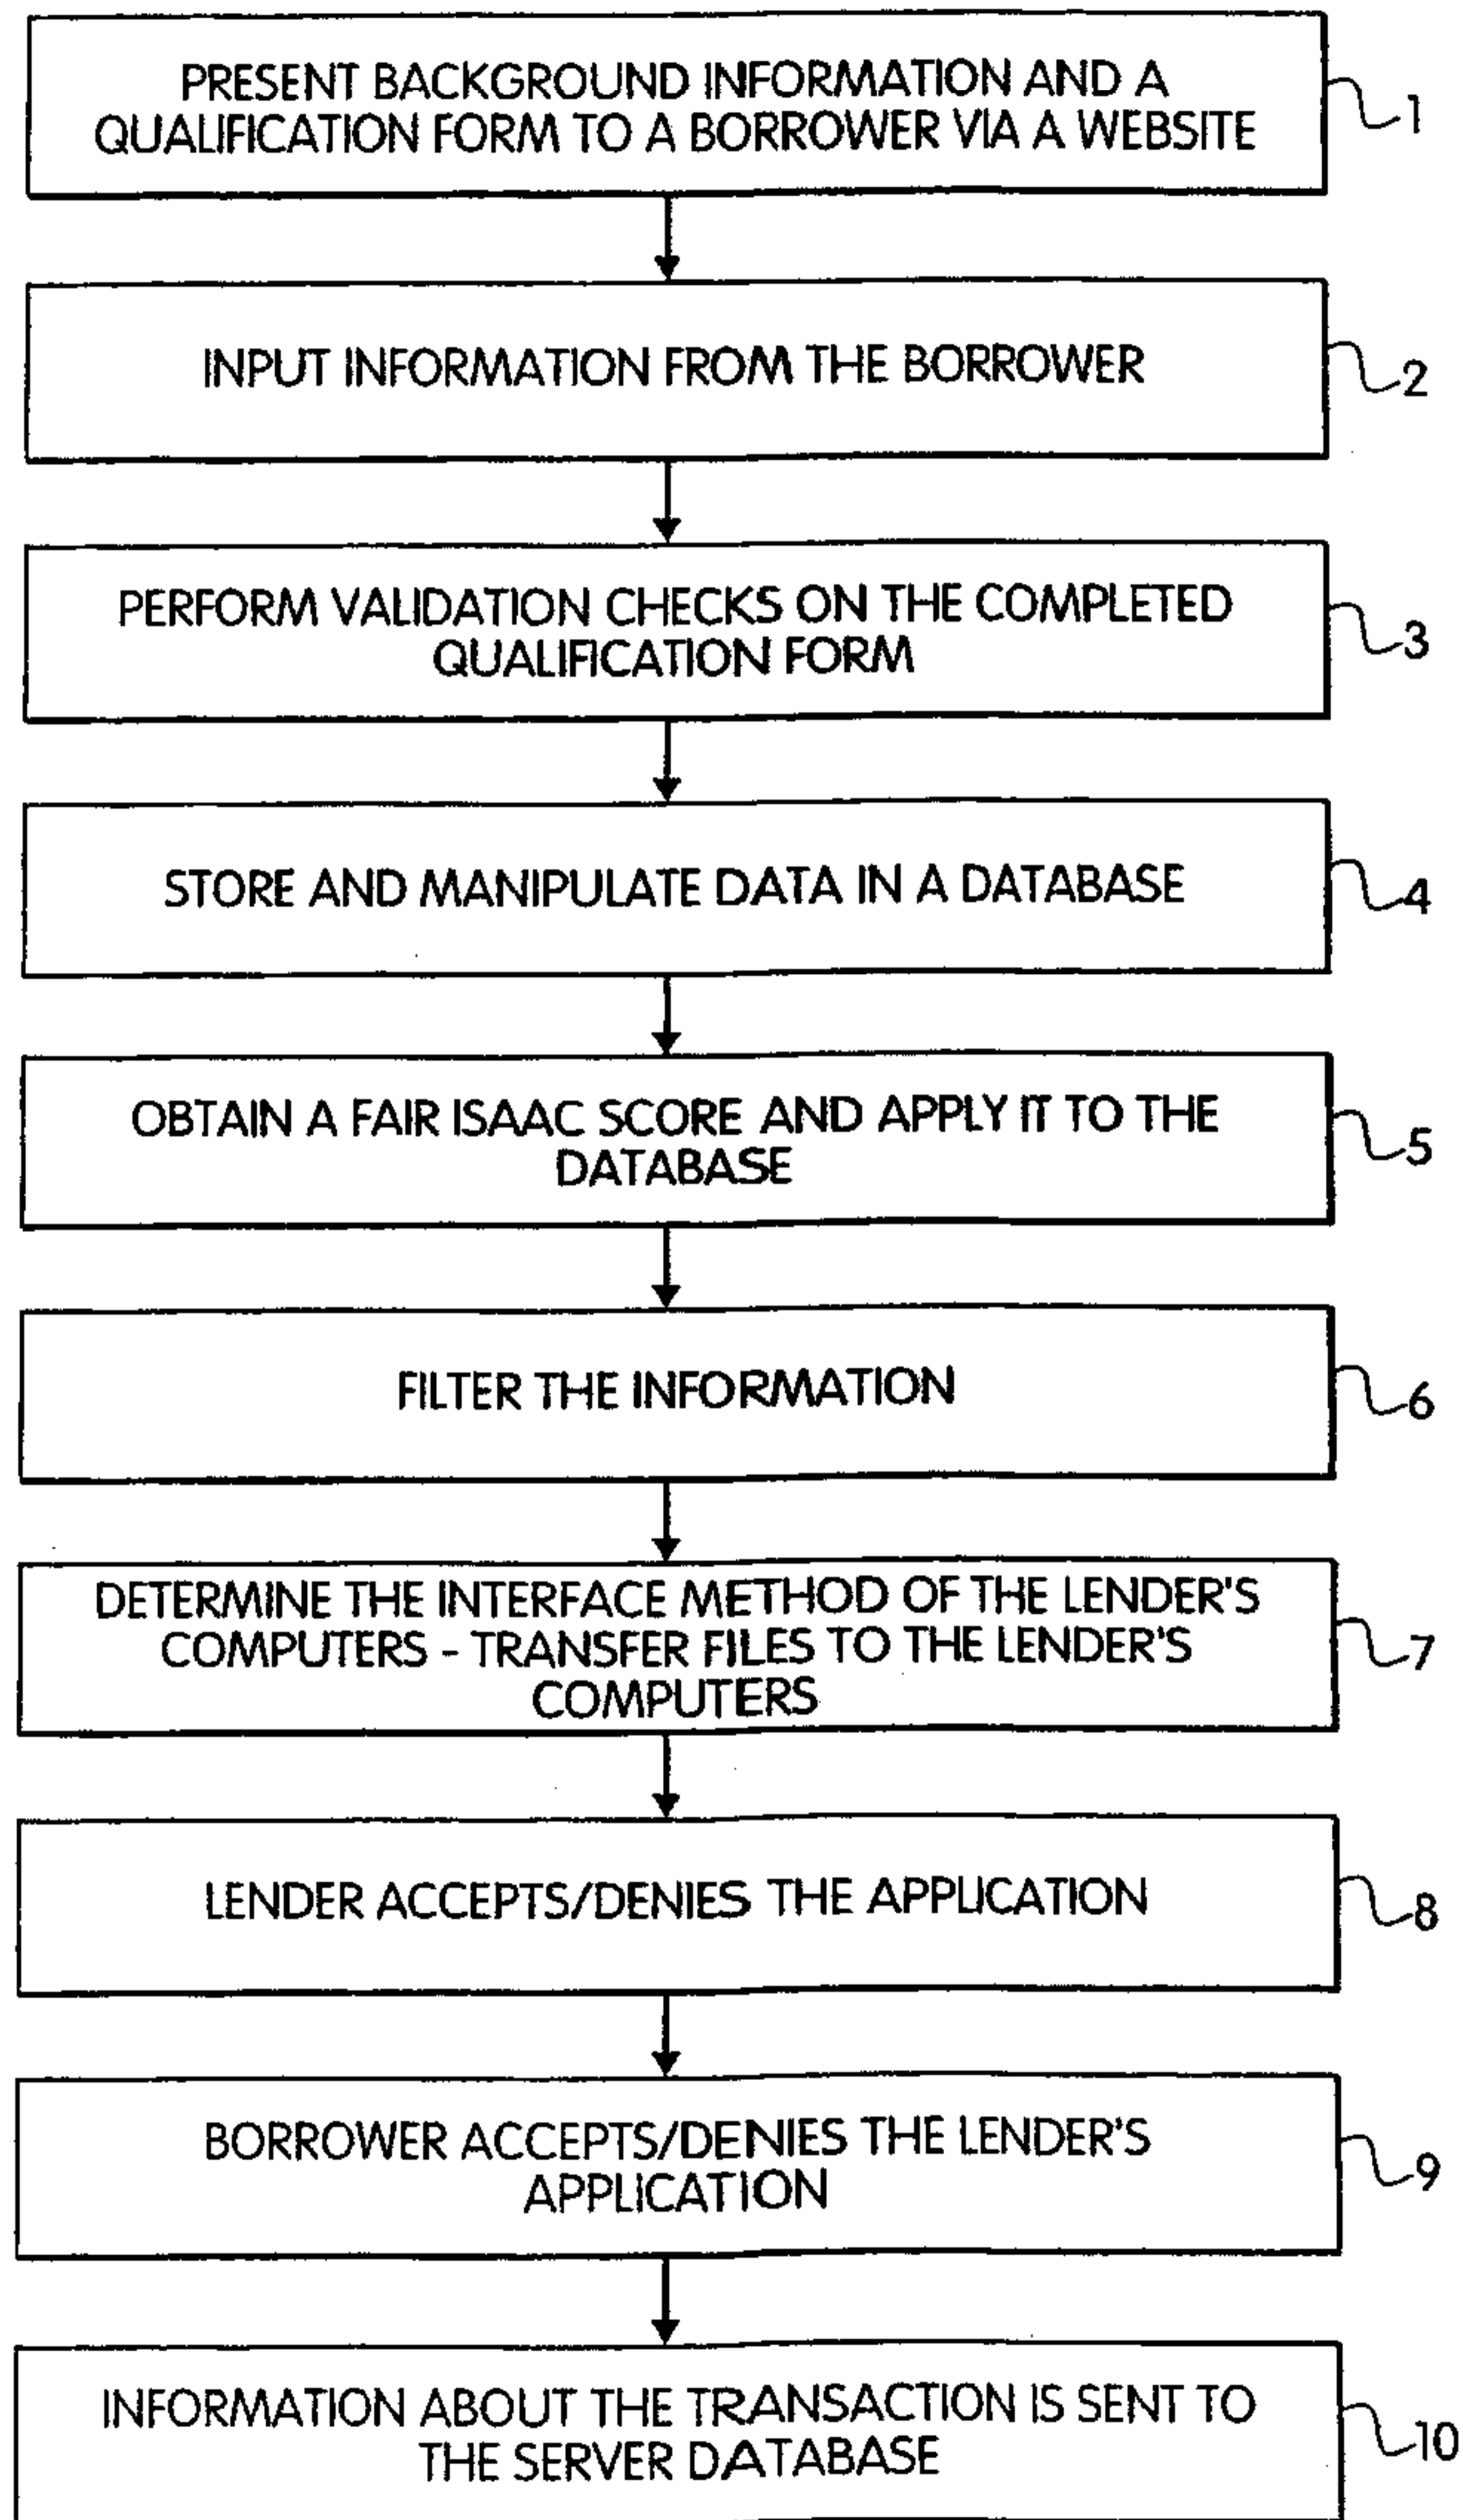 PRESENT BACKGROUND INFORMATION AND A
QUALIFICATION FORM TO A BORROWER VIA A WEBSITE
1
INPUT INFORMATION FROM THE BORROWER
2
PERFORM VALIDATION CHECKS ON THE COMPLETED
QUALIFICATION FORM
3
STORE AND MANIPULATE DATA IN A DATABASE
4
OBTAIN A FAIR ISAAC SCORE AND APPLY IT TO THE
DATABASE
5
FILTER THE INFORMATION
6
DETERMINE THE INTERFACE METHOD OF THE LENDER'S
COMPUTERS - TRANSFER FILES TO THE LENDER'S
COMPUTERS
7
LENDER ACCEPTS/DENIES THE APPLICATION
8
BORROWER ACCEPTS/DENIES THE LENDER'S
APPLICATION
9
INFORMATION ABOUT THE TRANSACTION IS SENT TO
THE SERVER DATABASE
10